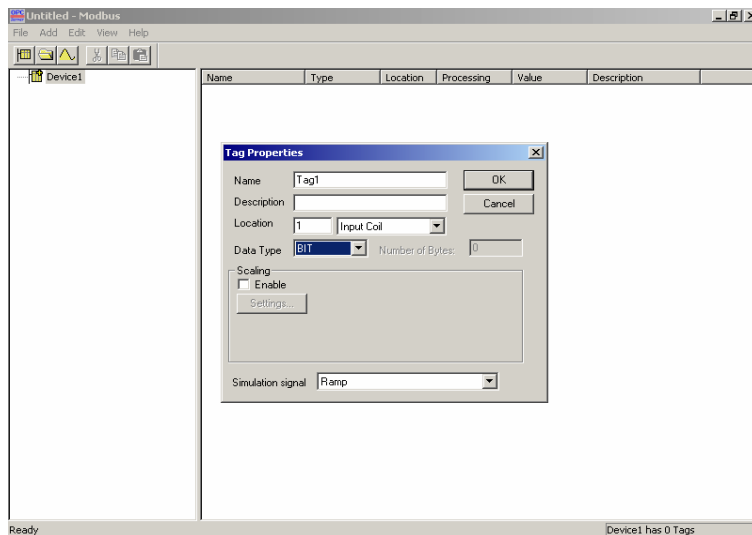 Untitled - Modbus
File Add Edit View Help
Device1
Name Type Location Processing Value Description
Tag Properties
Name Tag1 OK
Description Cancel
Location 1 Input Coil
Data Type BIT Number of Bytes: 0
Scaling
Enable
Settings...
Simulation signal Ramp
Ready Device1 has 0 Tags